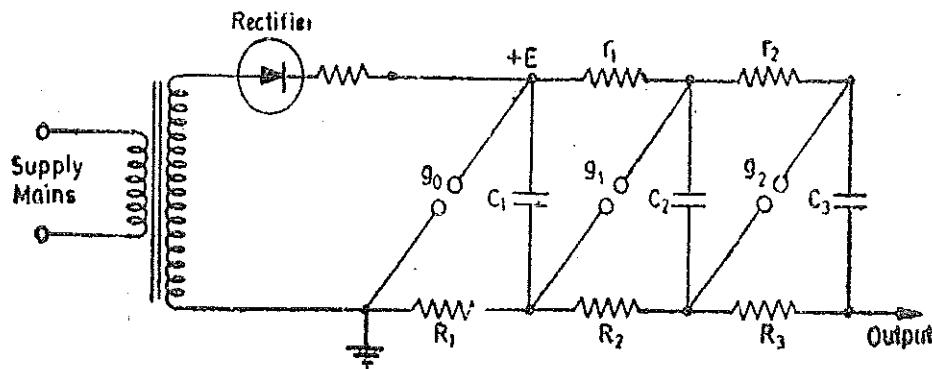 Rectifier
+E
r₁
r₂
Supply
Mains
g₀
C₁
g₁
C₂
g₂
C₃
R₁
R₂
R₃
Output